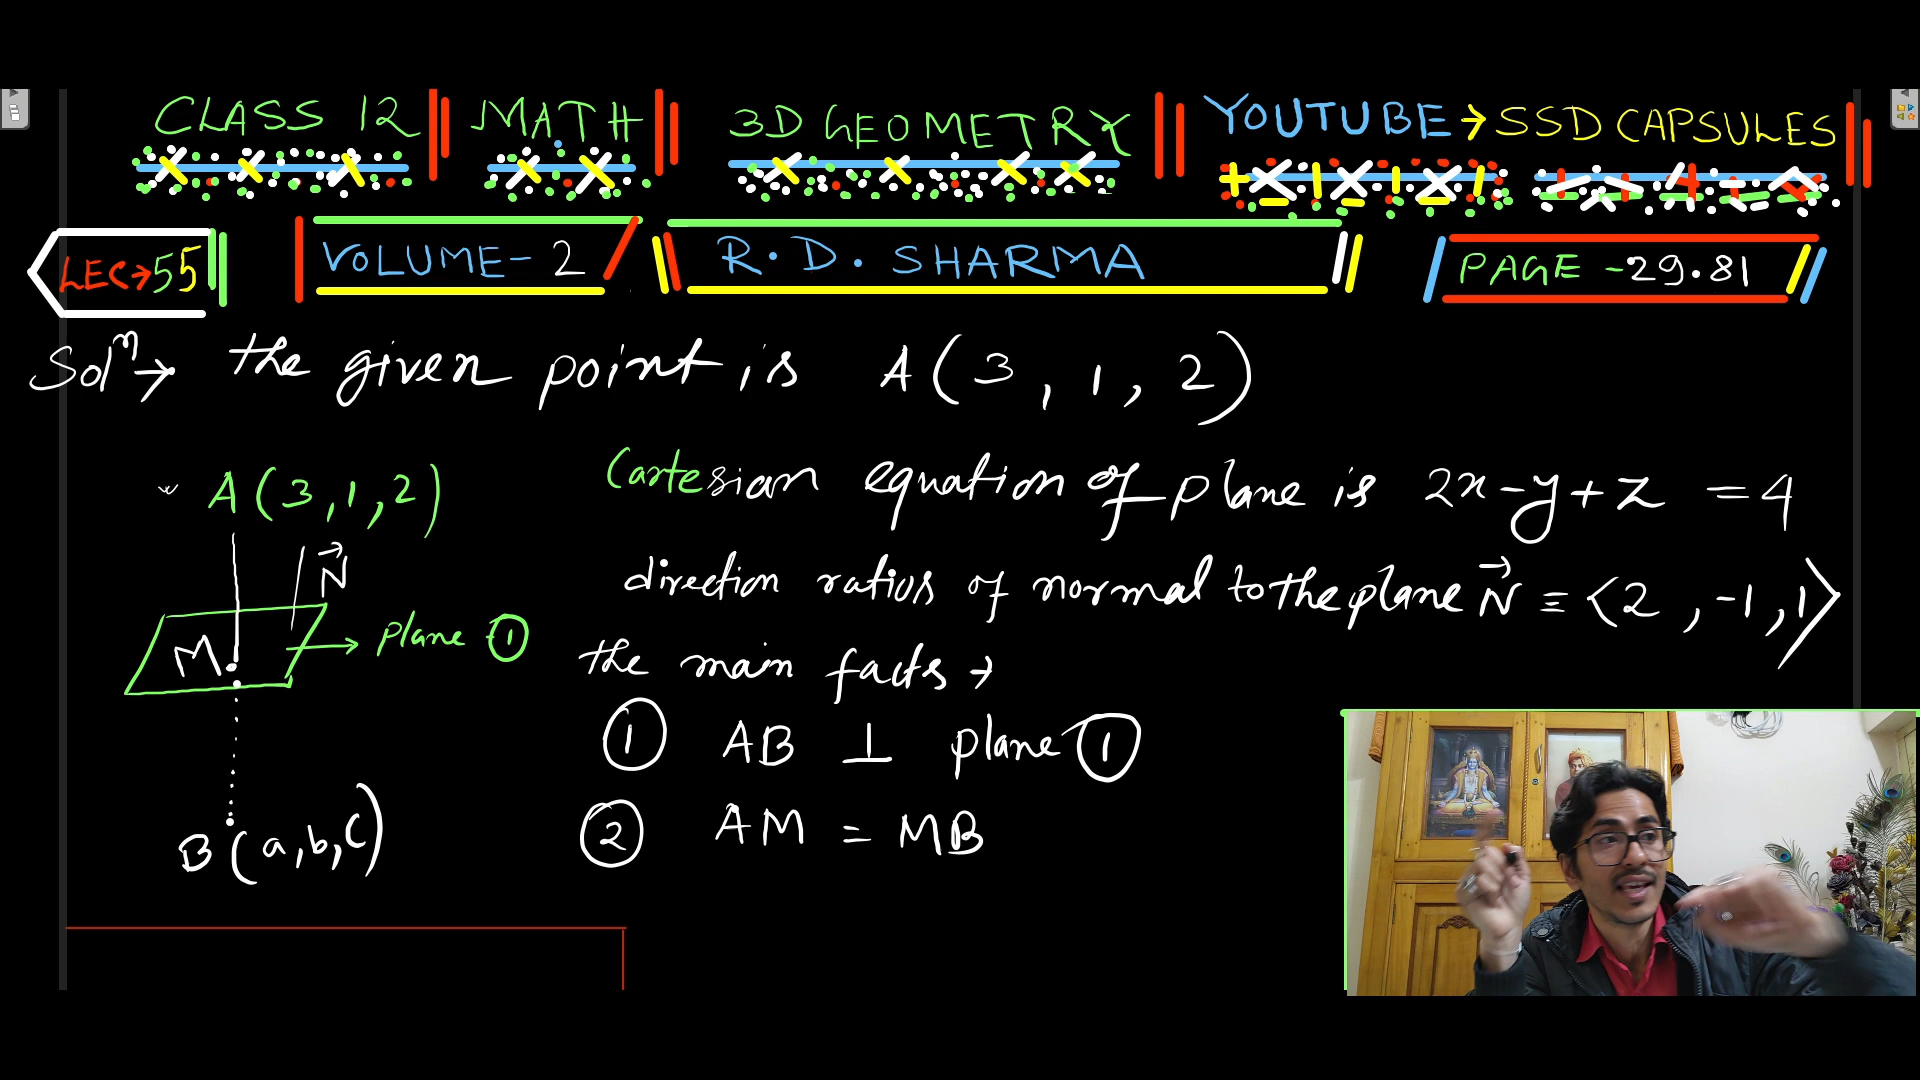 CLASS 12 MATH 3D GEOMETRY YOUTUBE → SSD CAPSULES
LEC→55 VOLUME-2 R.D. SHARMA PAGE -29.81
Solⁿ→ the given point is A(3, 1, 2)
A(3,1,2)
Cartesian equation of plane is 2x-y+z = 4
N⃗
direction ratios of normal to the plane N⃗ ≡ <2, -1, 1>
M
plane ①
the main facts →
① AB ⊥ plane ①
② AM = MB
B(a,b,c)